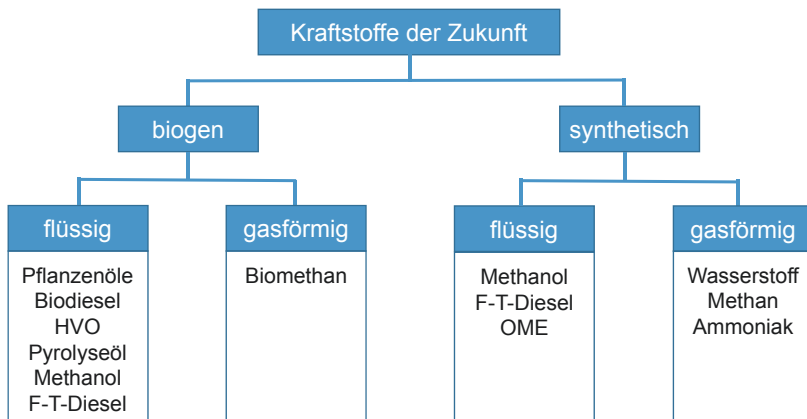 Kraftstoffe der Zukunft
biogen
synthetisch
flüssig
gasförmig
flüssig
gasförmig
Pflanzenöle
Biodiesel
HVO
Pyrolyseöl
Methanol
F-T-Diesel
Biomethan
Methanol
F-T-Diesel
OME
Wasserstoff
Methan
Ammoniak